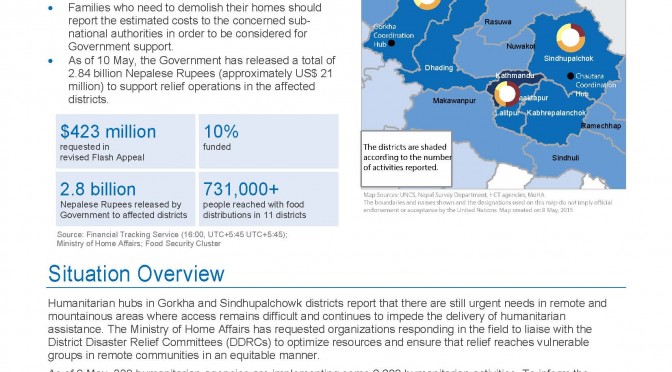 Families who need to demolish their homes should
report the estimated costs to the concerned sub-
national authorities in order to be considered for
Government support.
As of 10 May, the Government has released a total of
2.84 billion Nepalese Rupees (approximately US$ 21
million) to support relief operations in the affected
districts.
$423 million
requested in
revised Flash Appeal
10%
funded
2.8 billion
Nepalese Rupees released by
Government to affected districts
731,000+
people reached with food
distributions in 11 districts
Source: Financial Tracking Service (16:00, UTC+5:45 UTC+5:45);
Ministry of Home Affairs; Food Security Cluster
Gorkha
Coordination
Hub
Rasuwa
Nuwakot
Sindhupalchok
Dhading
Kathmandu
Chautara
Coordination
Hub
Makawanpur
Lalitpur
Kabhrepalanchok
Ramechhap
Sindhuli
The districts are shaded
according to the number
of activities reported.
Map Sources: UNCS, Nepal Survey Department, HCT agencies, MoHA
The boundaries and names shown and the designations used on this map do not imply official
endorsement or acceptance by the United Nations. Map created on 8 May, 2015.
Situation Overview
Humanitarian hubs in Gorkha and Sindhupalchowk districts report that there are still urgent needs in remote and
mountainous areas where access remains difficult and continues to impede the delivery of humanitarian
assistance. The Ministry of Home Affairs has requested organizations responding in the field to liaise with the
District Disaster Relief Committees (DDRCs) to optimize resources and ensure that relief reaches vulnerable
groups in remote communities in an equitable manner.